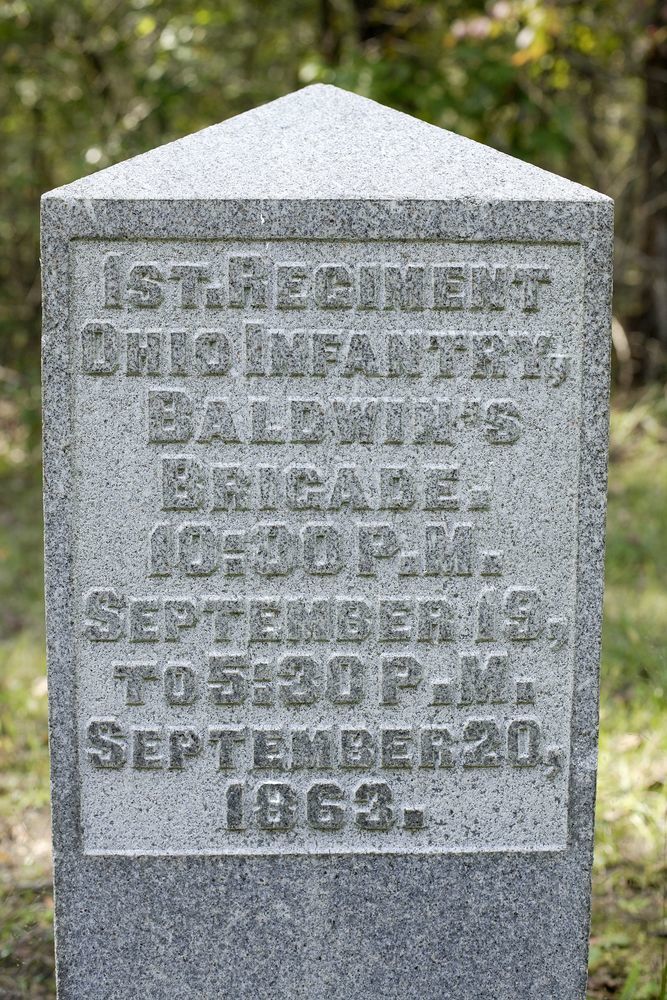 1st. Regiment
Ohio Infantry,
Baldwin's
Brigade.
10:00 P.M.
September 19,
to 5:30 P.M.
September 20,
1863.